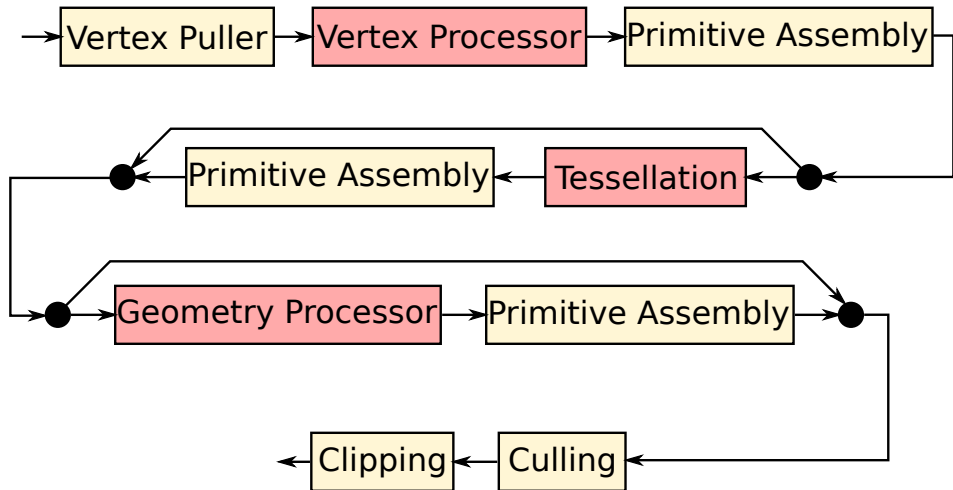 Vertex Puller
Vertex Processor
Primitive Assembly
Primitive Assembly
Tessellation
Geometry Processor
Primitive Assembly
Clipping
Culling